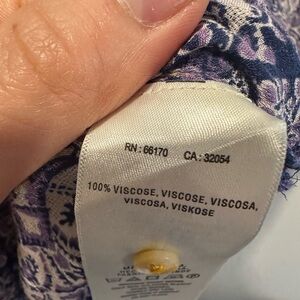 RN : 66170 CA : 32054
100% VISCOSE, VISCOSE, VISCOSA,
VISCOSA, VISKOSE